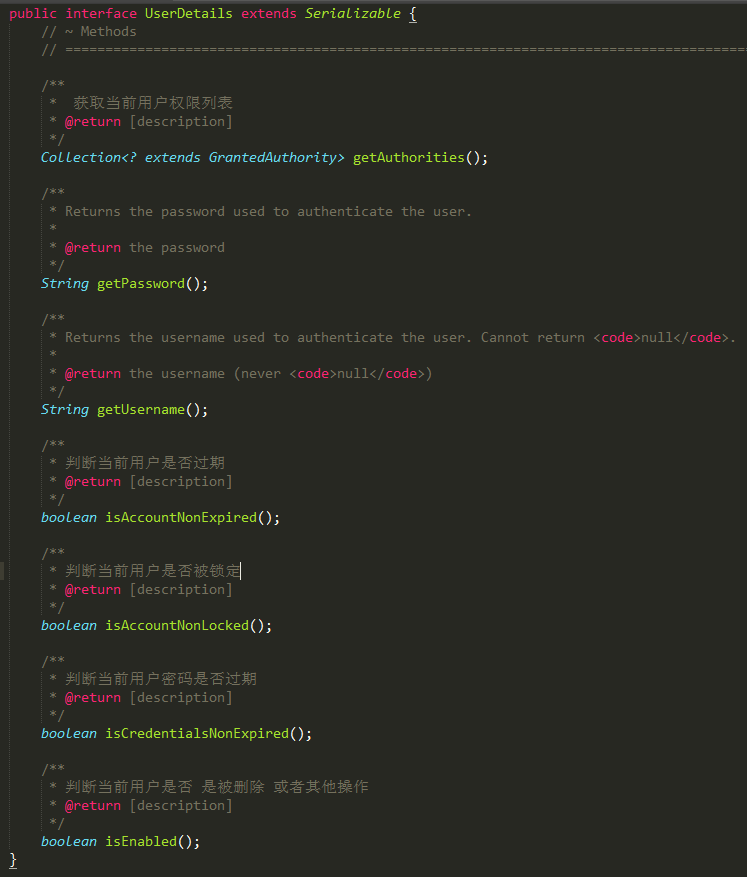 public interface UserDetails extends Serializable {
// ~ Methods
// =====================================================================================
/**
*  获取当前用户权限列表
* @return [description]
*/
Collection<? extends GrantedAuthority> getAuthorities();
/**
* Returns the password used to authenticate the user.
*
* @return the password
*/
String getPassword();
/**
* Returns the username used to authenticate the user. Cannot return <code>null</code>.
*
* @return the username (never <code>null</code>)
*/
String getUsername();
/**
* 判断当前用户是否过期
* @return [description]
*/
boolean isAccountNonExpired();
/**
* 判断当前用户是否被锁定
* @return [description]
*/
boolean isAccountNonLocked();
/**
* 判断当前用户密码是否过期
* @return [description]
*/
boolean isCredentialsNonExpired();
/**
* 判断当前用户是否 是被删除 或者其他操作
* @return [description]
*/
boolean isEnabled();
}